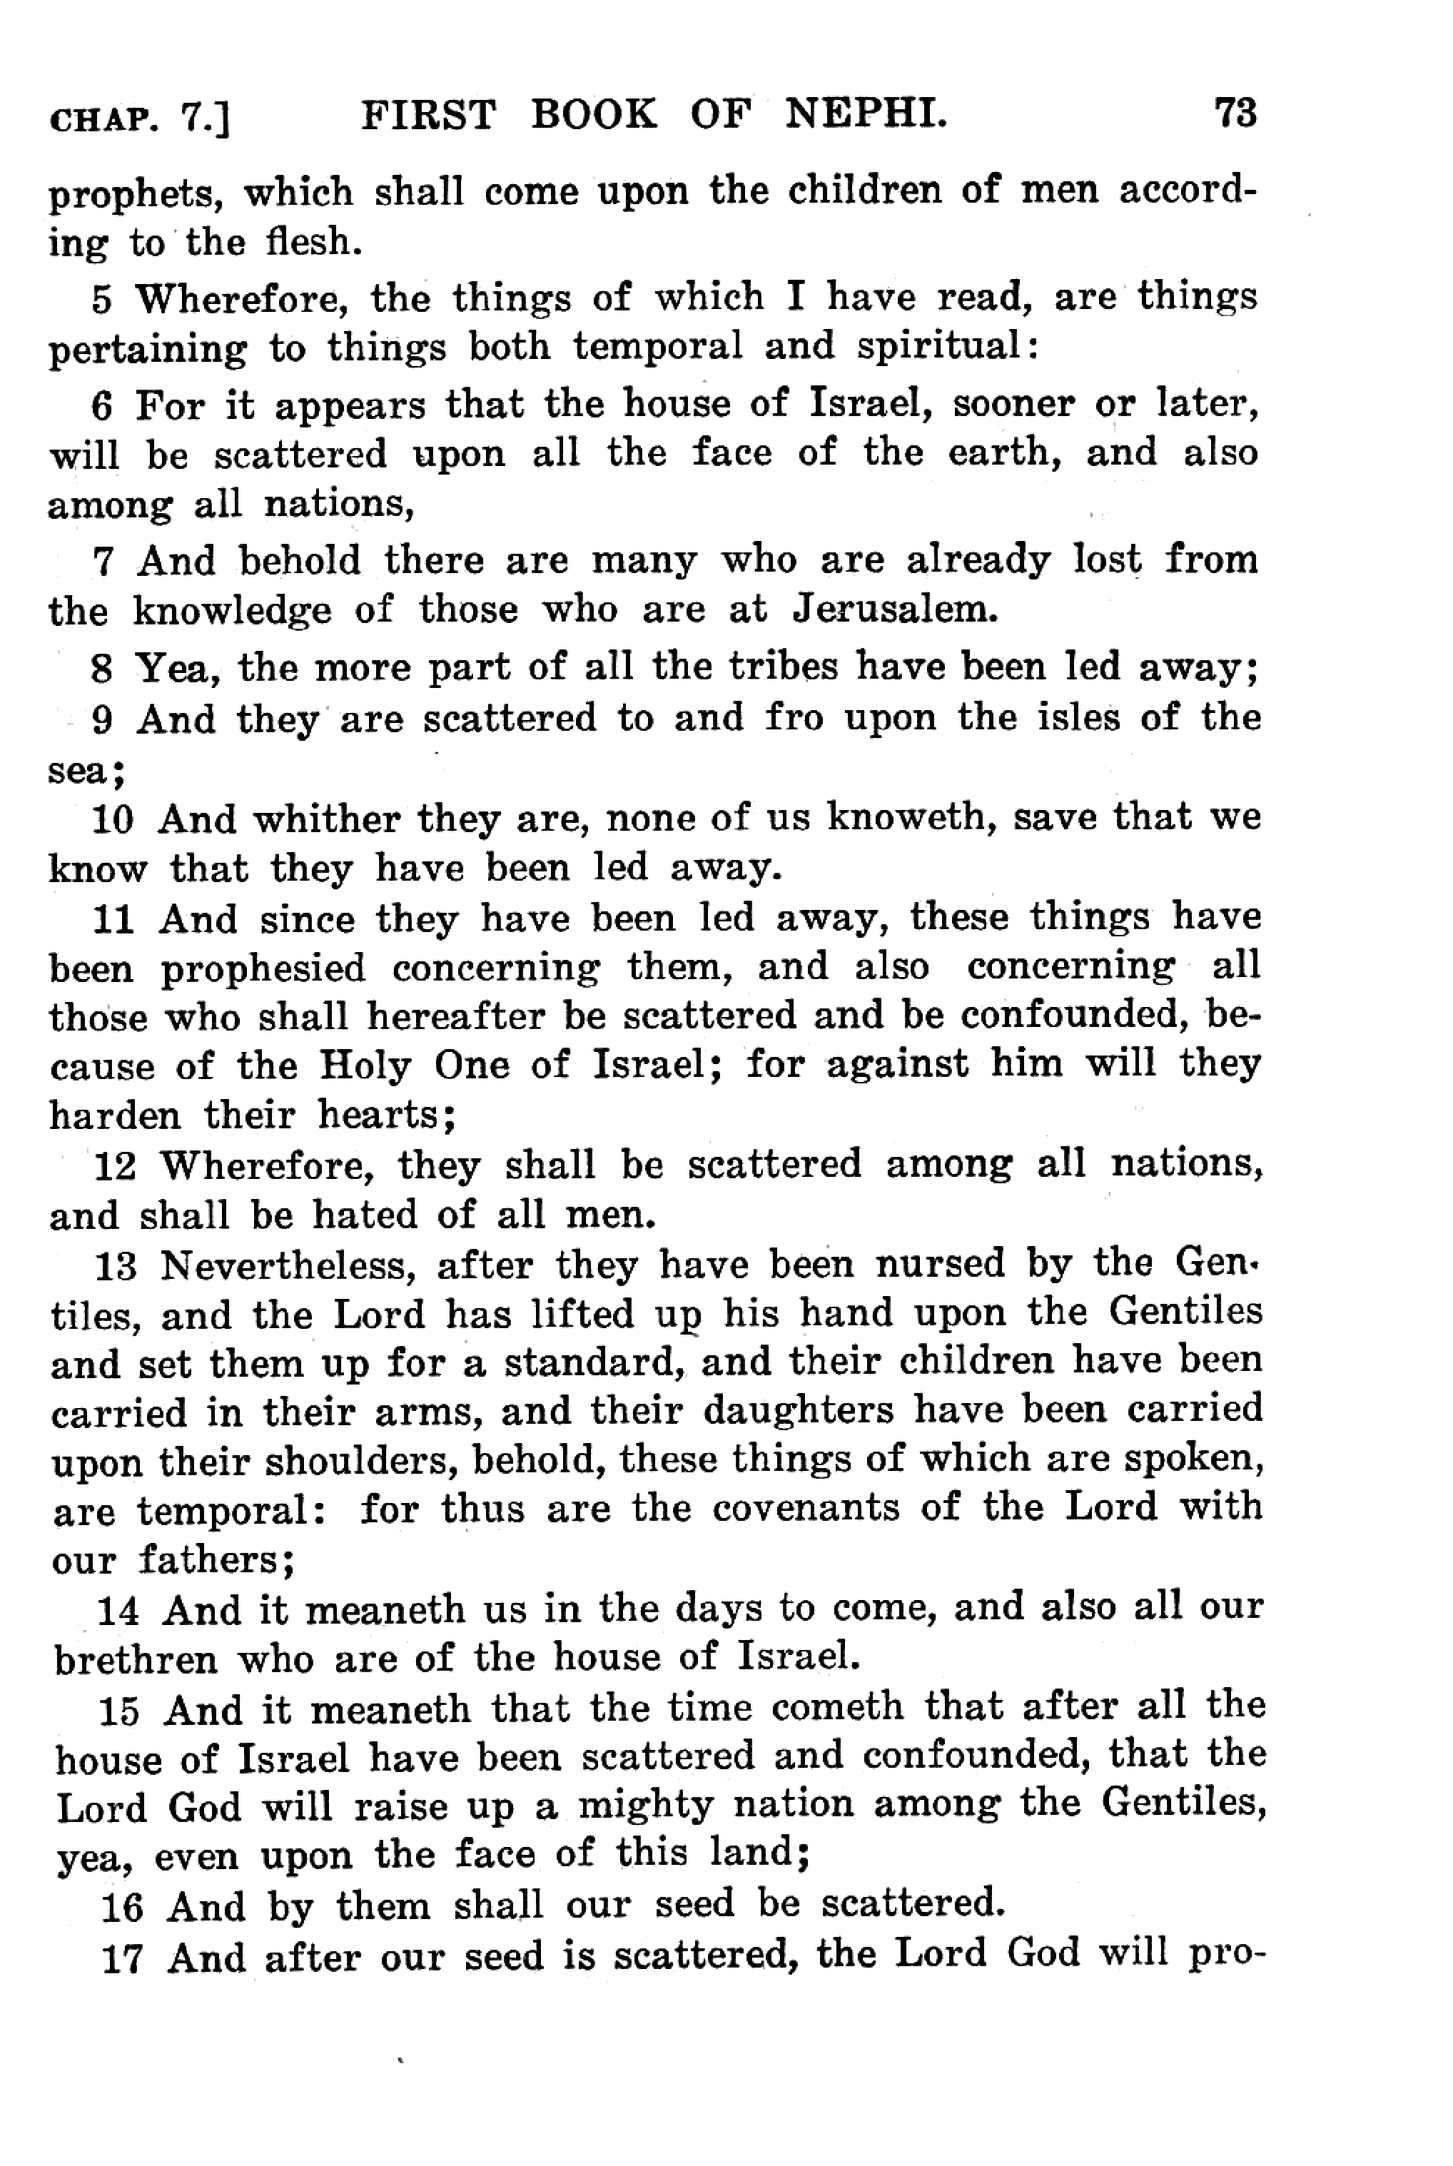 CHAP. 7.] FIRST BOOK OF NEPHI. 73
prophets, which shall come upon the children of men accord-
ing to the flesh.
5 Wherefore, the things of which I have read, are things
pertaining to things both temporal and spiritual:
6 For it appears that the house of Israel, sooner or later,
will be scattered upon all the face of the earth, and also
among all nations,
7 And behold there are many who are already lost from
the knowledge of those who are at Jerusalem.
8 Yea, the more part of all the tribes have been led away;
9 And they are scattered to and fro upon the isles of the
sea;
10 And whither they are, none of us knoweth, save that we
know that they have been led away.
11 And since they have been led away, these things have
been prophesied concerning them, and also concerning all
those who shall hereafter be scattered and be confounded, be-
cause of the Holy One of Israel; for against him will they
harden their hearts;
12 Wherefore, they shall be scattered among all nations,
and shall be hated of all men.
13 Nevertheless, after they have been nursed by the Gen-
tiles, and the Lord has lifted up his hand upon the Gentiles
and set them up for a standard, and their children have been
carried in their arms, and their daughters have been carried
upon their shoulders, behold, these things of which are spoken,
are temporal: for thus are the covenants of the Lord with
our fathers;
14 And it meaneth us in the days to come, and also all our
brethren who are of the house of Israel.
15 And it meaneth that the time cometh that after all the
house of Israel have been scattered and confounded, that the
Lord God will raise up a mighty nation among the Gentiles,
yea, even upon the face of this land;
16 And by them shall our seed be scattered.
17 And after our seed is scattered, the Lord God will pro-